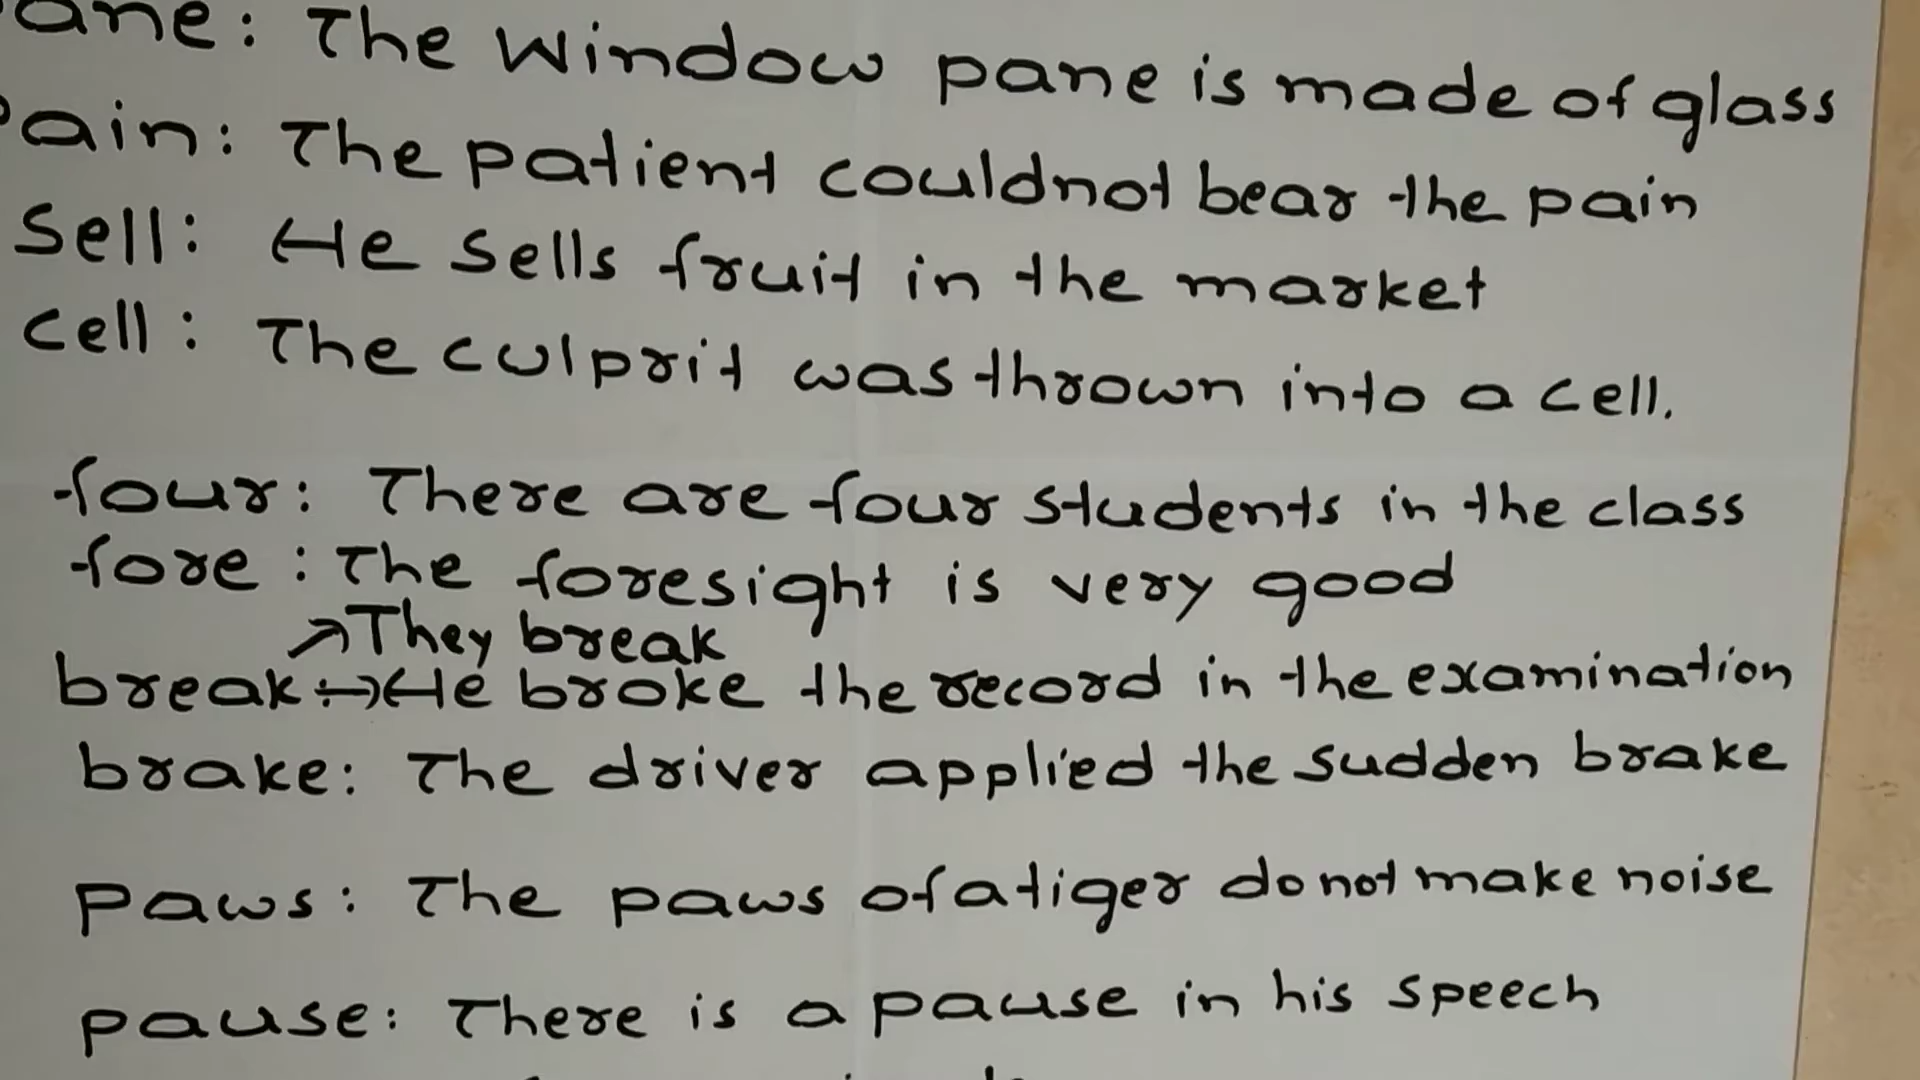 ane: The Window pane is made of glass
Pain: The patient couldnot bear the pain
Sell: He sells fruit in the market
Cell: The culprit was thrown into a cell.
four: There are four students in the class
fore: The foresight is very good
→They break
break:→He broke the record in the examination
brake: The driver applied the sudden brake
Paws: The paws of a tiger do not make noise
pause: There is a pause in his speech